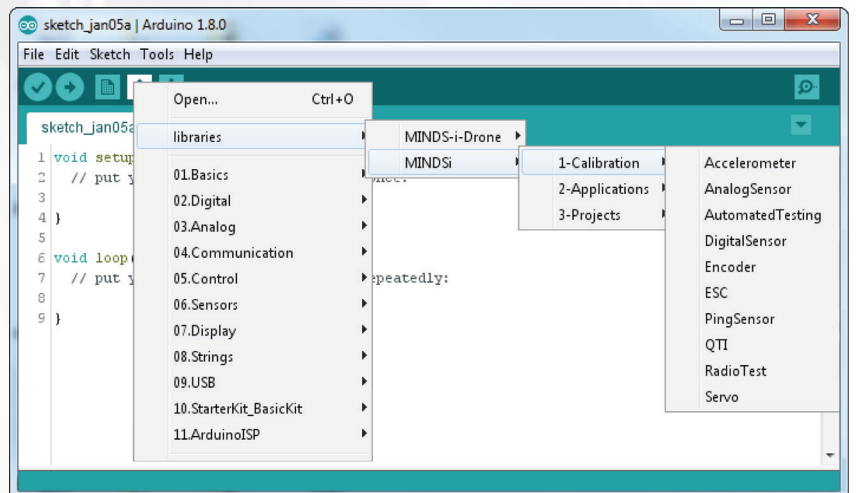 sketch_jan05a | Arduino 1.8.0
File Edit Sketch Tools Help
sketch_jan05a
1 void setup
2 // put y
3
4 }
5
6 void loop(
7 // put y epeatedly:
8
9 }
Open... Ctrl+O
libraries
01.Basics
02.Digital
03.Analog
04.Communication
05.Control
06.Sensors
07.Display
08.Strings
09.USB
10.StarterKit_BasicKit
11.ArduinoISP
MINDS-i-Drone
MINDSi
1-Calibration
2-Applications
3-Projects
Accelerometer
AnalogSensor
AutomatedTesting
DigitalSensor
Encoder
ESC
PingSensor
QTI
RadioTest
Servo